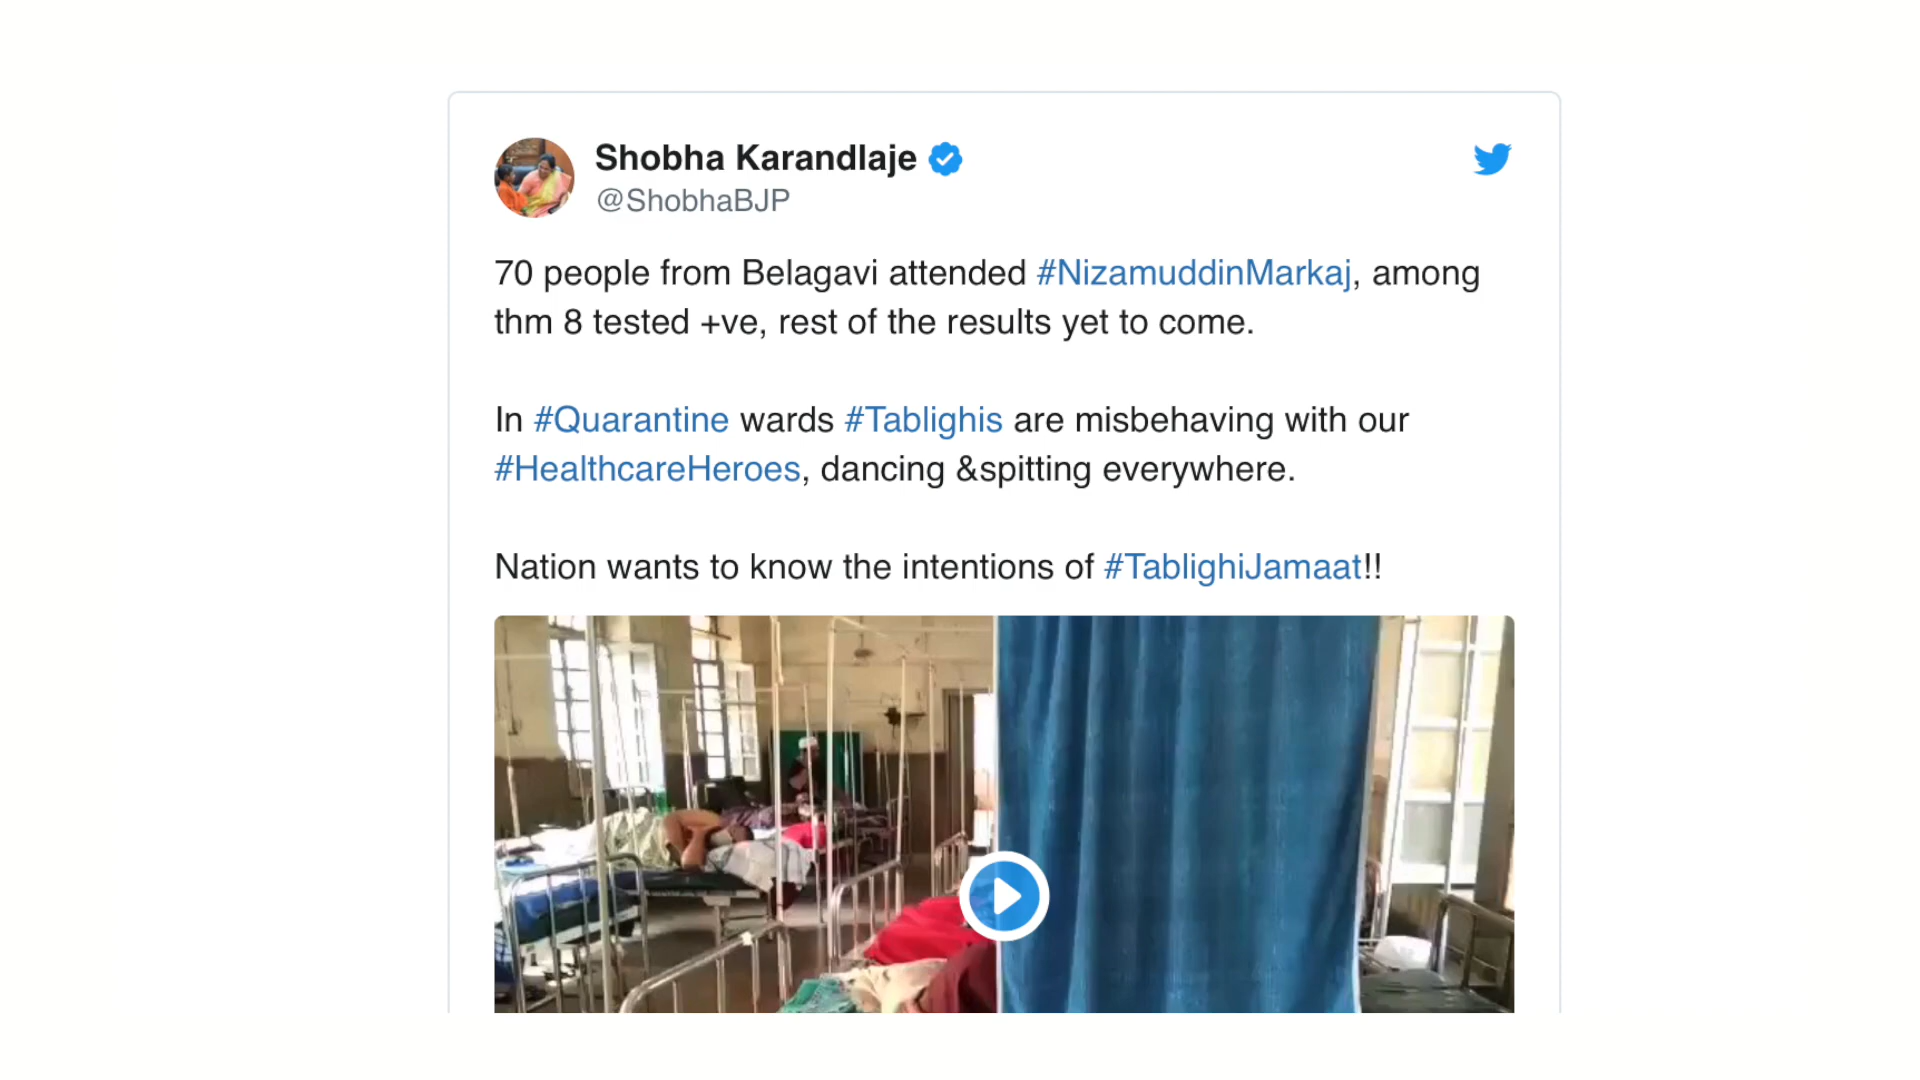 Shobha Karandlaje
@ShobhaBJP
70 people from Belagavi attended #NizamuddinMarkaj, among
thm 8 tested +ve, rest of the results yet to come.
In #Quarantine wards #Tablighis are misbehaving with our
#HealthcareHeroes, dancing &spitting everywhere.
Nation wants to know the intentions of #TablighiJamaat!!